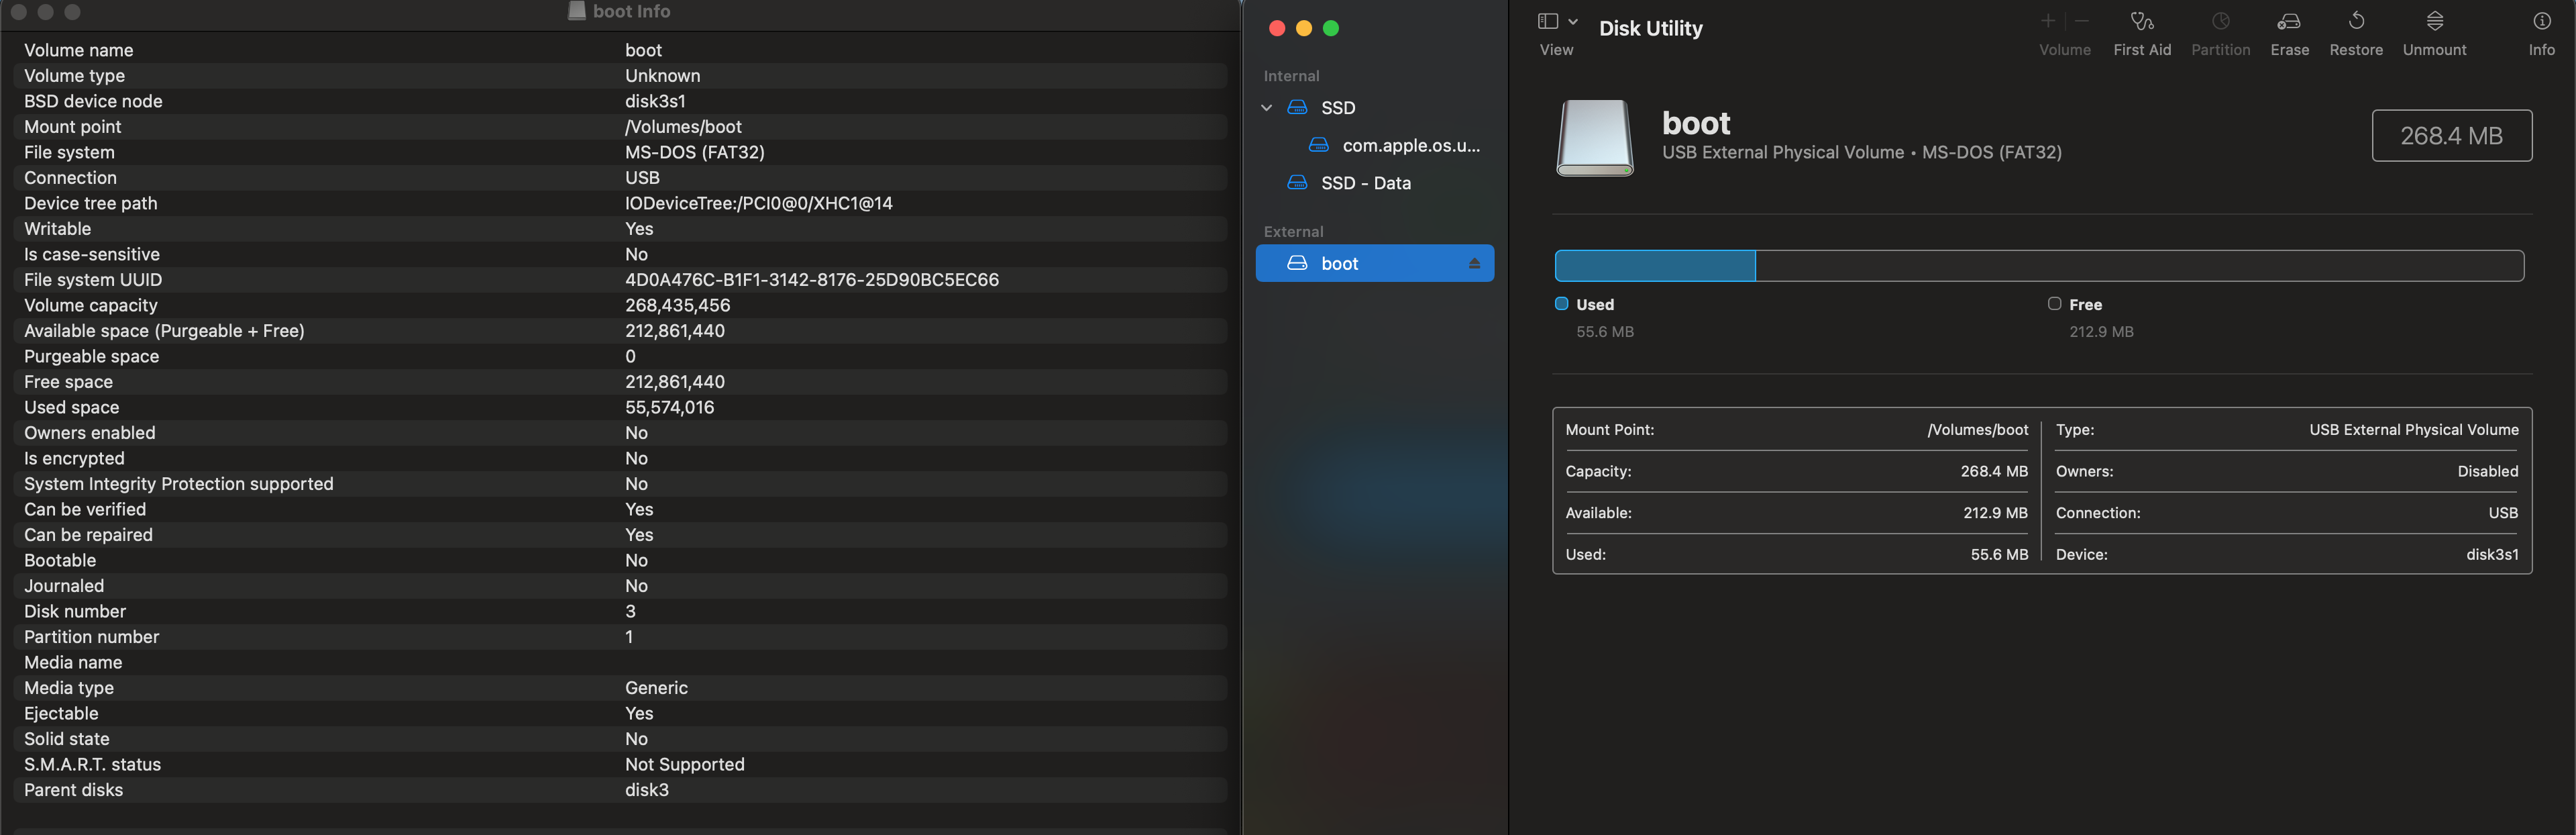 boot Info
Volume name boot
Volume type Unknown
BSD device node disk3s1
Mount point /Volumes/boot
File system MS-DOS (FAT32)
Connection USB
Device tree path IODeviceTree:/PCI0@0/XHC1@14
Writable Yes
Is case-sensitive No
File system UUID 4D0A476C-B1F1-3142-8176-25D90BC5EC66
Volume capacity 268,435,456
Available space (Purgeable + Free) 212,861,440
Purgeable space 0
Free space 212,861,440
Used space 55,574,016
Owners enabled No
Is encrypted No
System Integrity Protection supported No
Can be verified Yes
Can be repaired Yes
Bootable No
Journaled No
Disk number 3
Partition number 1
Media name
Media type Generic
Ejectable Yes
Solid state No
S.M.A.R.T. status Not Supported
Parent disks disk3
Internal
SSD
com.apple.os.u...
SSD - Data
External
boot
View
Disk Utility
Volume First Aid Partition Erase Restore Unmount Info
boot
USB External Physical Volume • MS-DOS (FAT32)
268.4 MB
Used Free
55.6 MB 212.9 MB
Mount Point: /Volumes/boot Type: USB External Physical Volume
Capacity: 268.4 MB Owners: Disabled
Available: 212.9 MB Connection: USB
Used: 55.6 MB Device: disk3s1